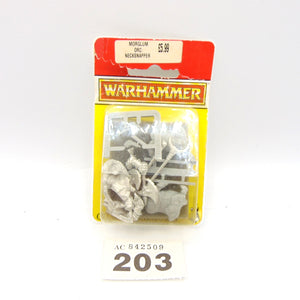 MORGLUM
ORC
NECKSNAPPER
£5.99
WARHAMMER
AC 842509
203